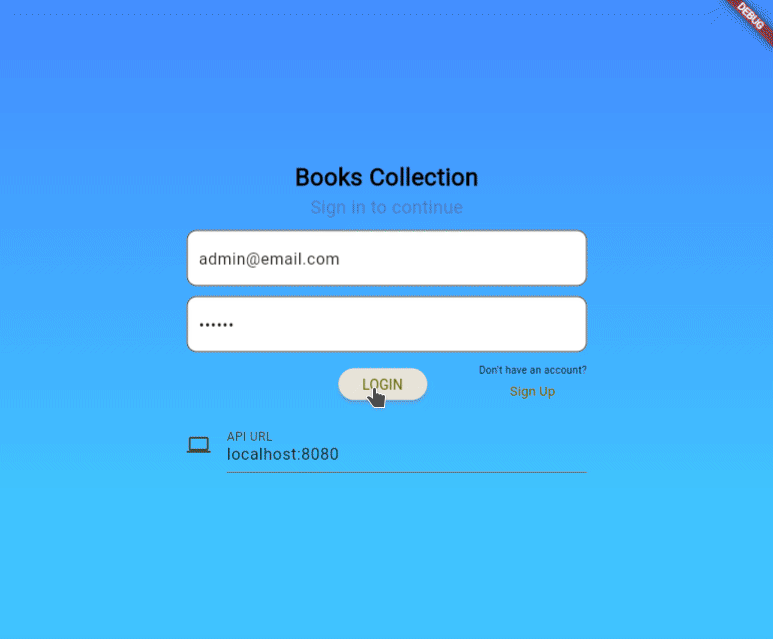 DEBUG
Books Collection
Sign in to continue
admin@email.com
••••••
LOGIN
Don't have an account?
Sign Up
API URL
localhost:8080